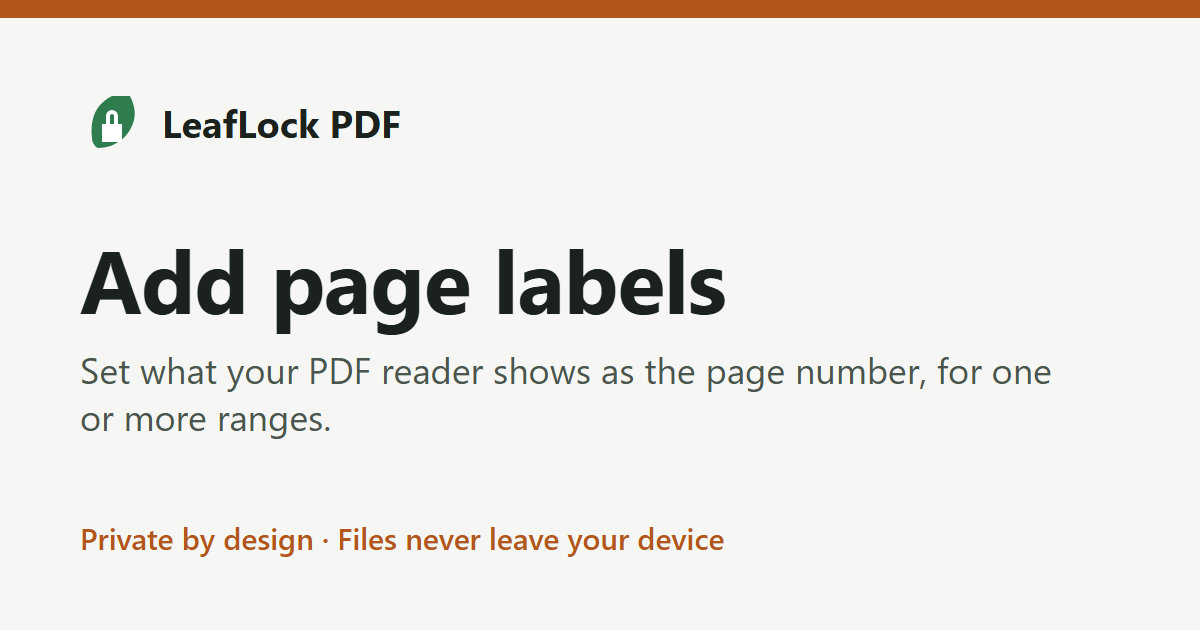 LeafLock PDF
Add page labels
Set what your PDF reader shows as the page number, for one
or more ranges.
Private by design · Files never leave your device